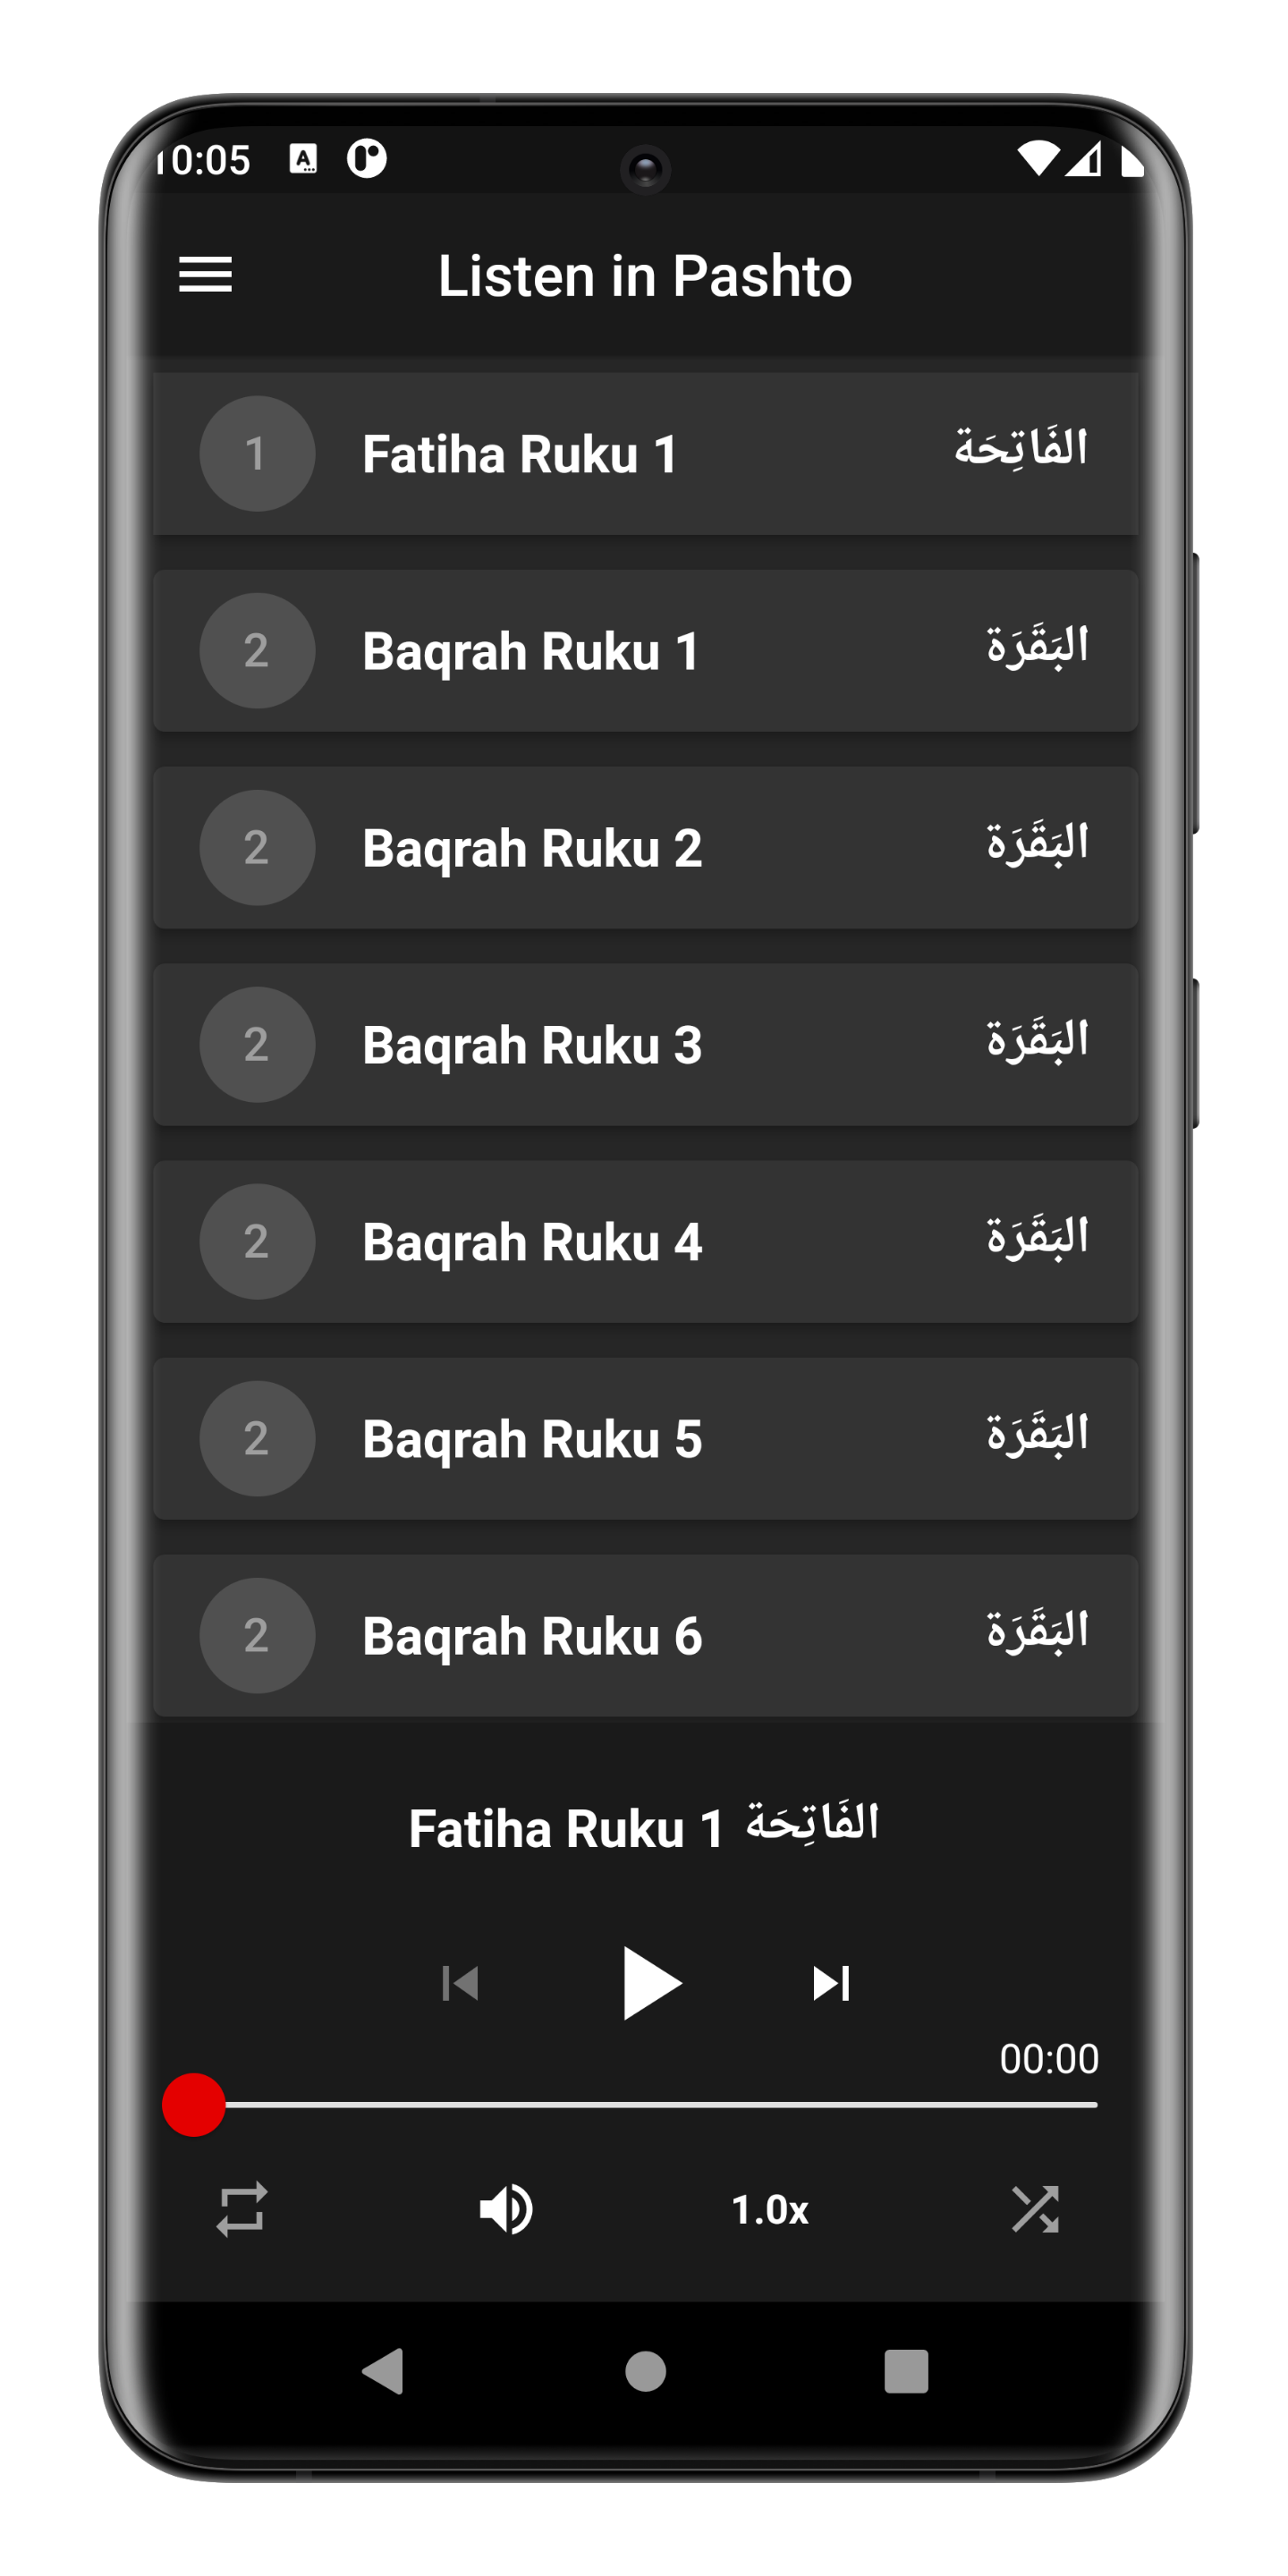 10:05
Listen in Pashto
1 Fatiha Ruku 1 الفَاتِحَة
2 Baqrah Ruku 1 البَقَرَة
2 Baqrah Ruku 2 البَقَرَة
2 Baqrah Ruku 3 البَقَرَة
2 Baqrah Ruku 4 البَقَرَة
2 Baqrah Ruku 5 البَقَرَة
2 Baqrah Ruku 6 البَقَرَة
Fatiha Ruku 1 الفَاتِحَة
00:00
1.0x